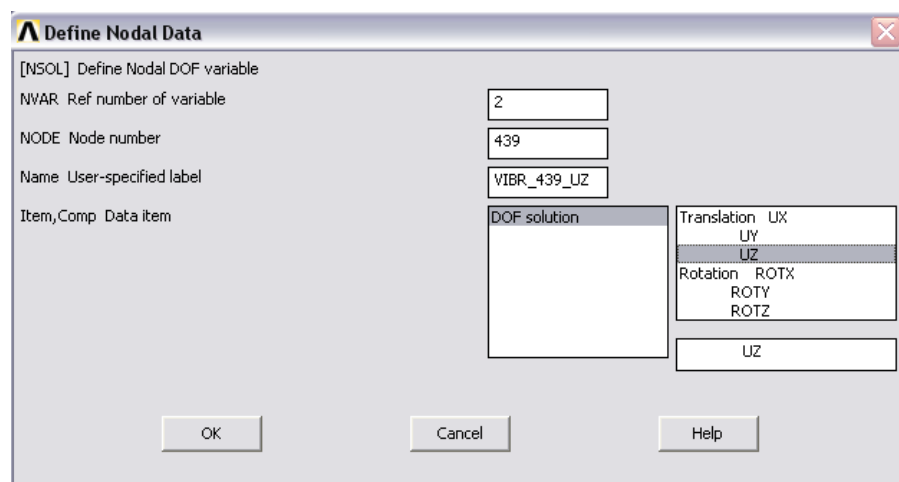 Define Nodal Data
[NSOL] Define Nodal DOF variable
NVAR Ref number of variable 2
NODE Node number 439
Name User-specified label VIBR_439_UZ
Item,Comp Data item DOF solution Translation UX
UY
UZ
Rotation ROTX
ROTY
ROTZ
UZ
OK Cancel Help